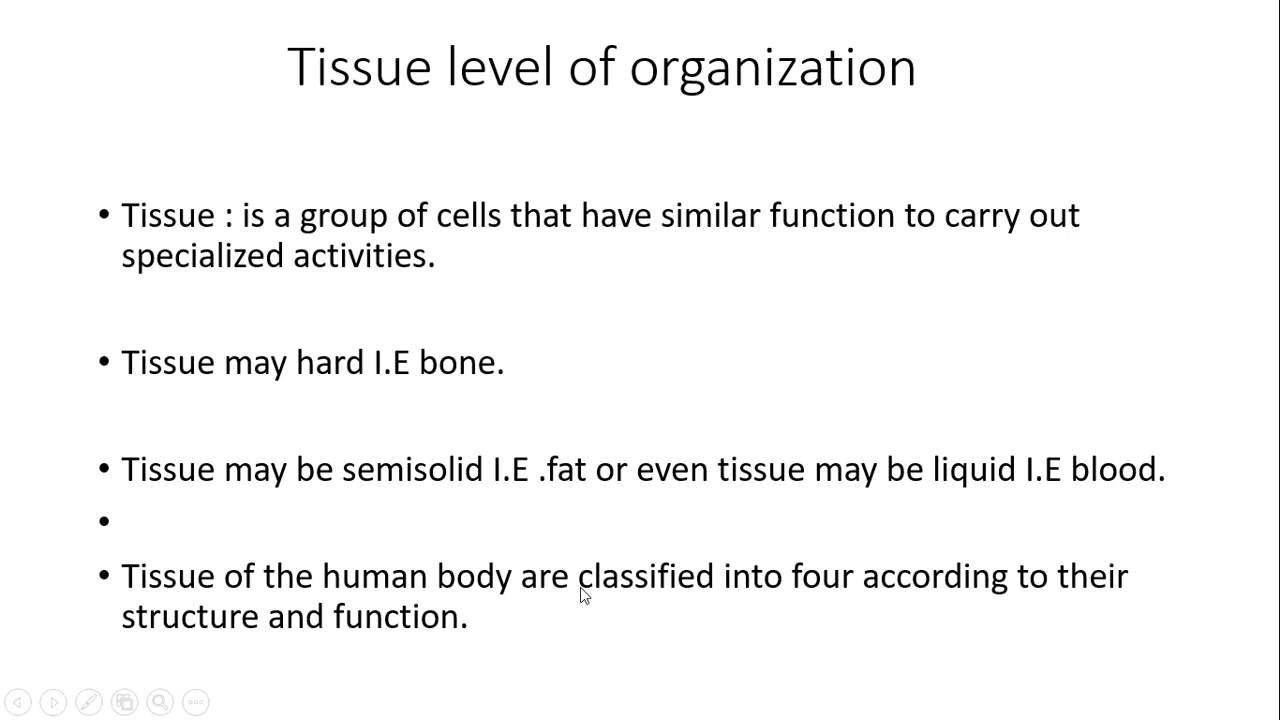 Tissue level of organization
• Tissue : is a group of cells that have similar function to carry out
specialized activities.
• Tissue may hard I.E bone.
• Tissue may be semisolid I.E .fat or even tissue may be liquid I.E blood.
•
• Tissue of the human body are classified into four according to their
structure and function.